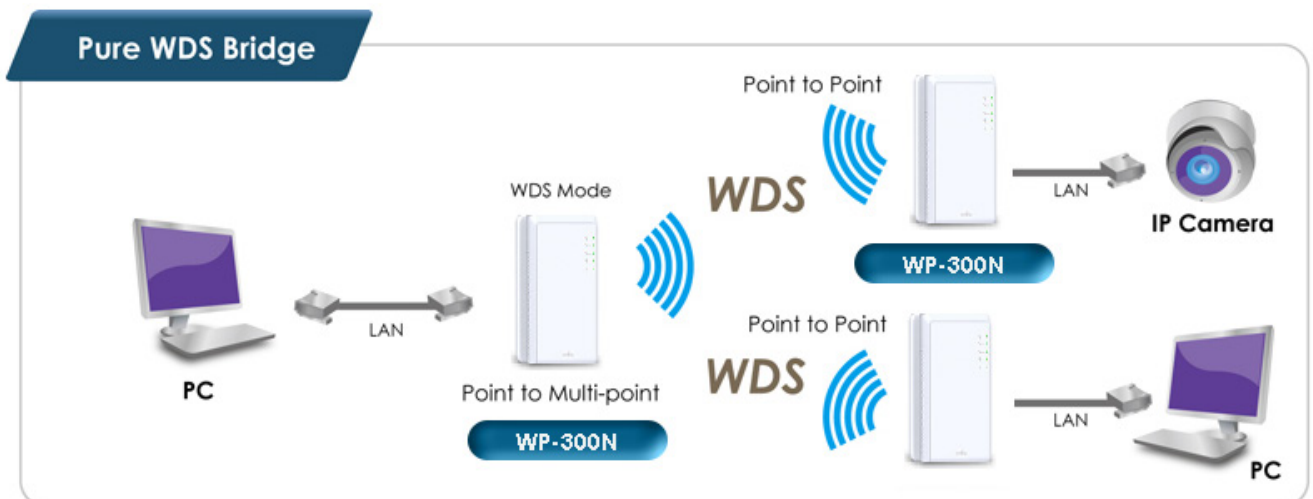 Pure WDS Bridge
Point to Point
WDS Mode
WDS
LAN
IP Camera
WP-300N
LAN
Point to Point
WDS
PC
Point to Multi-point
WP-300N
LAN
PC